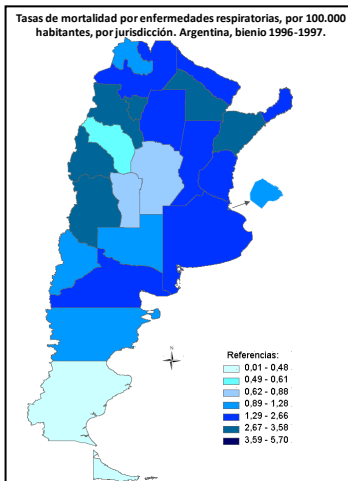 Tasas de mortalidad por enfermedades respiratorias, por 100.000
habitantes, por jurisdicción. Argentina, bienio 1996-1997.
N
Referencias:
0,01 - 0,48
0,49 - 0,61
0,62 - 0,88
0,89 - 1,28
1,29 - 2,66
2,67 - 3,58
3,59 - 5,70